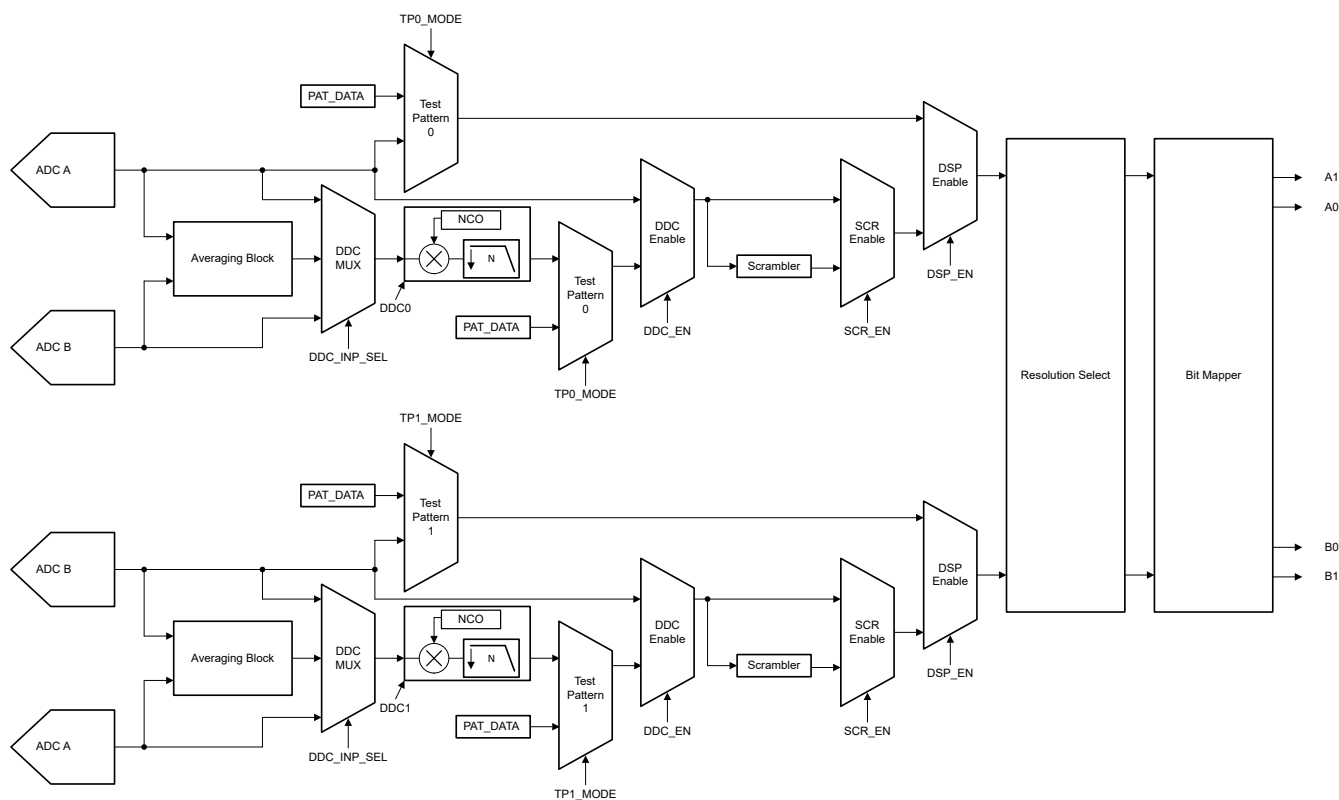 TP0_MODE
PAT_DATA
Test
Pattern
0
ADC A
Averaging Block
DDC
MUX
NCO
N
DDC0
ADC B
DDC_INP_SEL
PAT_DATA
Test
Pattern
0
TP0_MODE
DDC
Enable
DDC_EN
Scrambler
SCR
Enable
SCR_EN
DSP
Enable
DSP_EN
TP1_MODE
PAT_DATA
Test
Pattern
1
ADC B
Averaging Block
DDC
MUX
NCO
N
DDC1
ADC A
DDC_INP_SEL
PAT_DATA
Test
Pattern
1
TP1_MODE
DDC
Enable
DDC_EN
Scrambler
SCR
Enable
SCR_EN
DSP
Enable
DSP_EN
Resolution Select
Bit Mapper
A1
A0
B0
B1